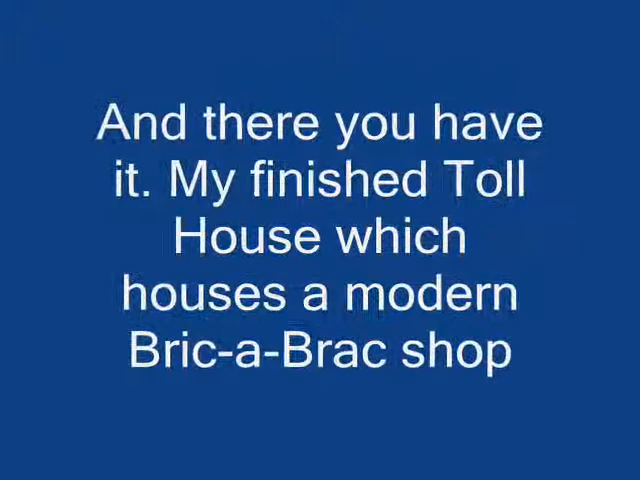 And there you have
it. My finished Toll
House which
houses a modern
Bric-a-Brac shop